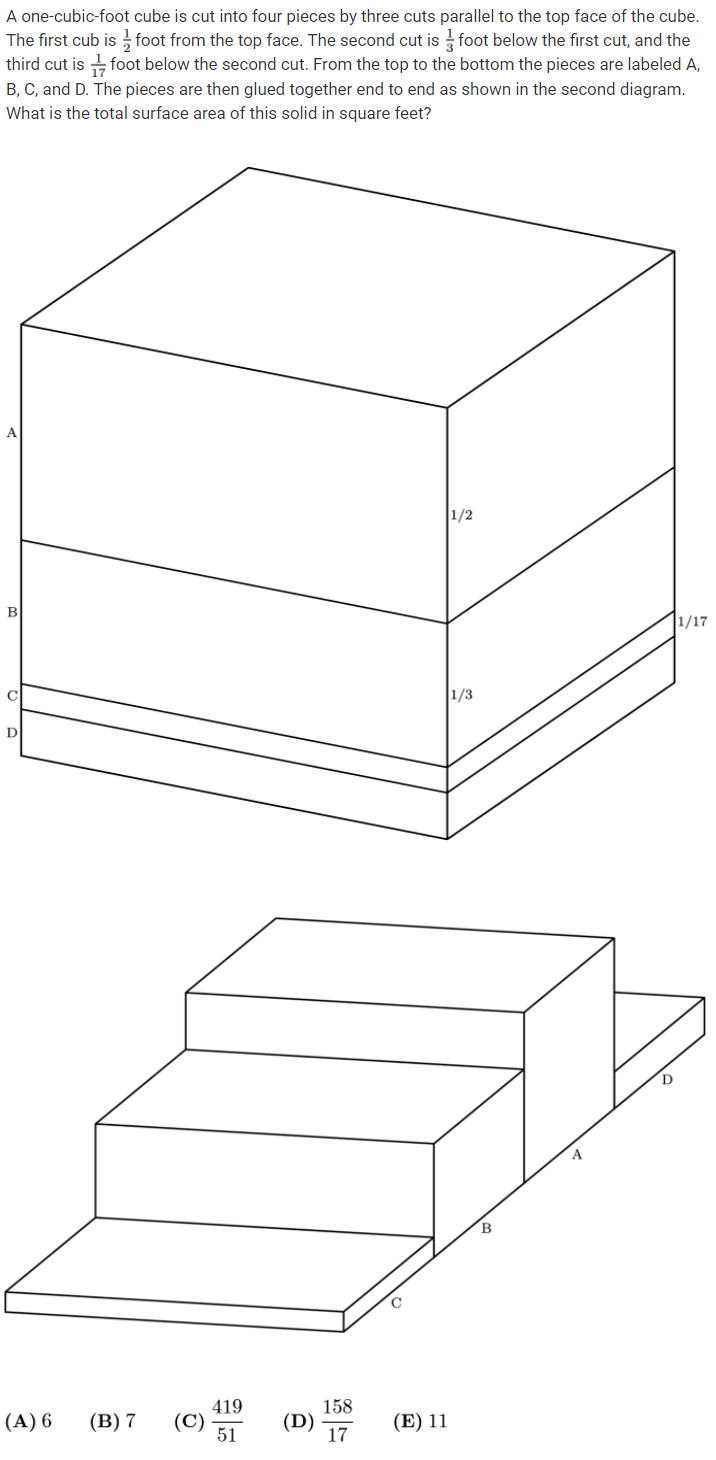 A one-cubic-foot cube is cut into four pieces by three cuts parallel to the top face of the cube.
The first cub is 1/2 foot from the top face. The second cut is 1/3 foot below the first cut, and the
third cut is 1/17 foot below the second cut. From the top to the bottom the pieces are labeled A,
B, C, and D. The pieces are then glued together end to end as shown in the second diagram.
What is the total surface area of this solid in square feet?
A
1/2
B
1/17
C
1/3
D
D
A
B
C
(A) 6 (B) 7 (C) 419/51 (D) 158/17 (E) 11